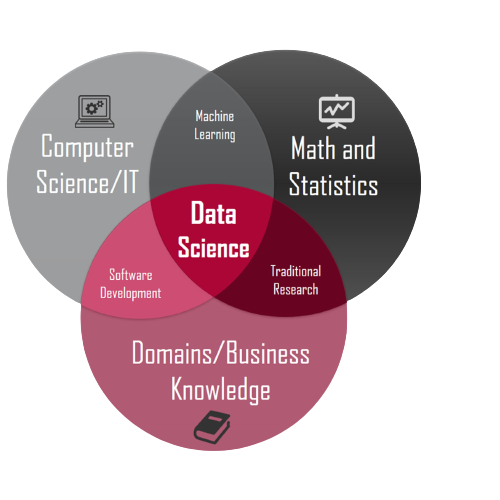 Machine
Learning
Computer
Science/IT
Math and
Statistics
Data
Science
Software
Development
Traditional
Research
Domains/Business
Knowledge